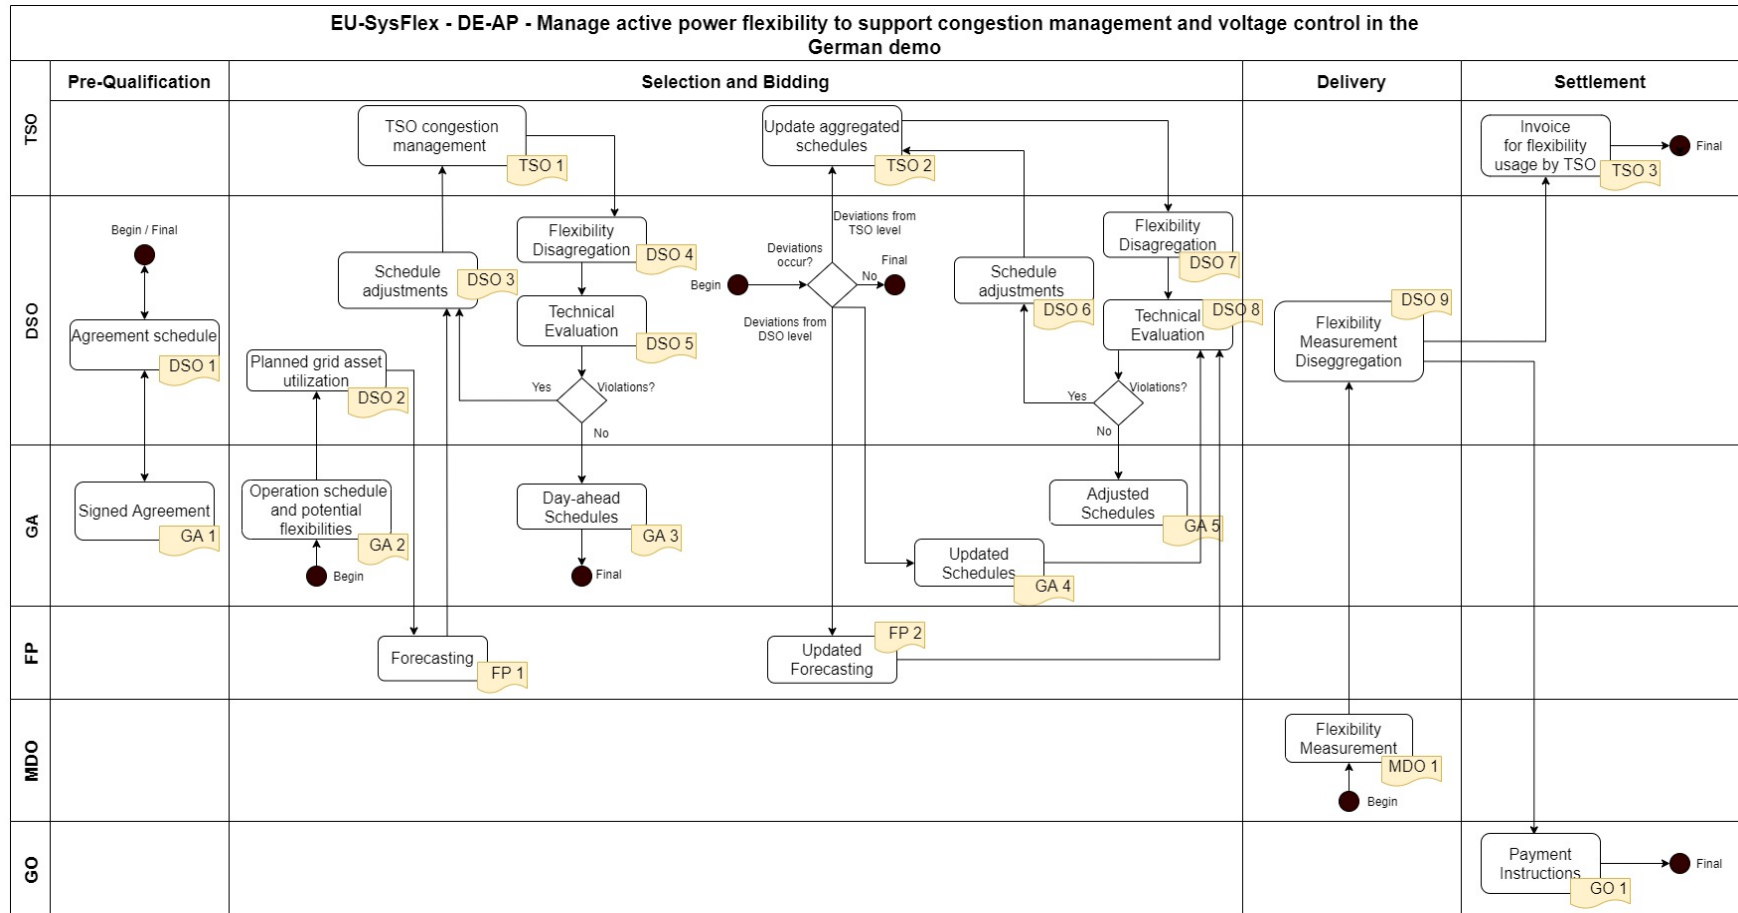 EU-SysFlex - DE-AP - Manage active power flexibility to support congestion management and voltage control in the
German demo
Pre-Qualification
Selection and Bidding
Delivery
Settlement
TSO
TSO congestion
management
TSO 1
Update aggregated
schedules
TSO 2
Invoice
for flexibility
usage by TSO
TSO 3
Final
DSO
Begin / Final
Agreement schedule
DSO 1
Planned grid asset
utilization
DSO 2
Schedule
adjustments
DSO 3
Flexibility
Disagregation
DSO 4
Technical
Evaluation
DSO 5
Yes
Violations?
No
Begin
Deviations
occur?
Deviations from
TSO level
No
Final
Deviations from
DSO level
Schedule
adjustments
DSO 6
Flexibility
Disagregation
DSO 7
Technical
Evaluation
DSO 8
Yes
Violations?
No
Flexibility
Measurement
Diseggregation
DSO 9
GA
Signed Agreement
GA 1
Operation schedule
and potential
flexibilities
GA 2
Begin
Day-ahead
Schedules
GA 3
Final
Updated
Schedules
GA 4
Adjusted
Schedules
GA 5
FP
Forecasting
FP 1
Updated
Forecasting
FP 2
MDO
Flexibility
Measurement
MDO 1
Begin
GO
Payment
Instructions
GO 1
Final